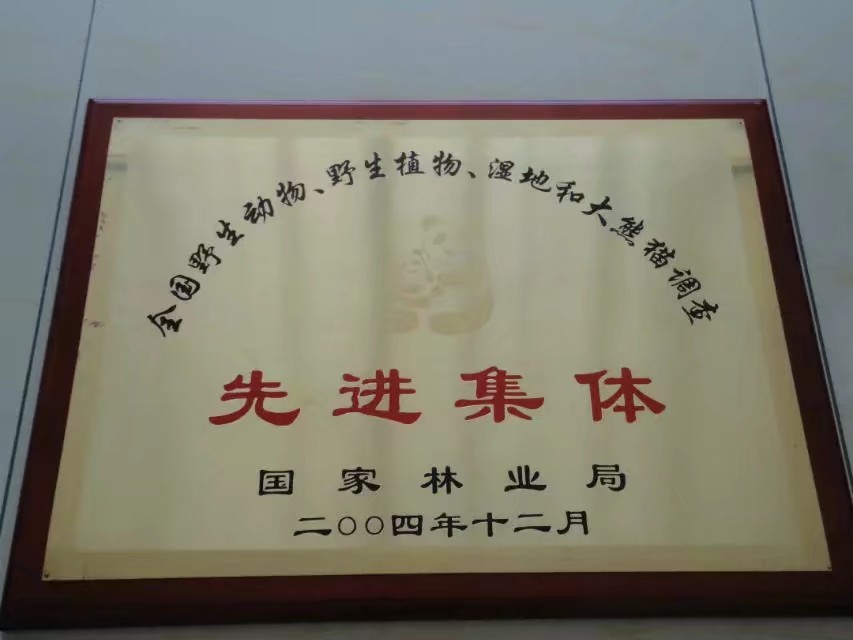 全国野生动物、野生植物、湿地和大熊猫调查
先进集体
国家林业局
二〇〇四年十二月